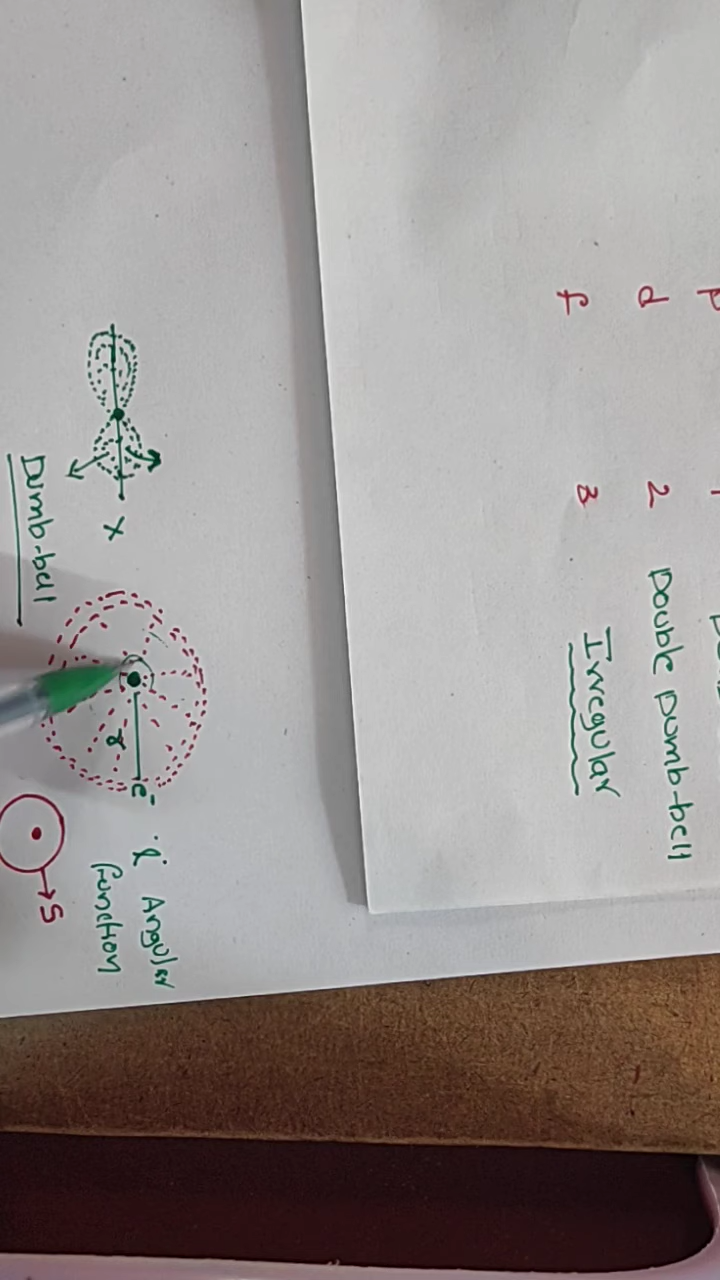 d 2 Double Dumb-bell
f 3 Irregular
X
Dumb-bell
r e-
& Angular
function
→ S